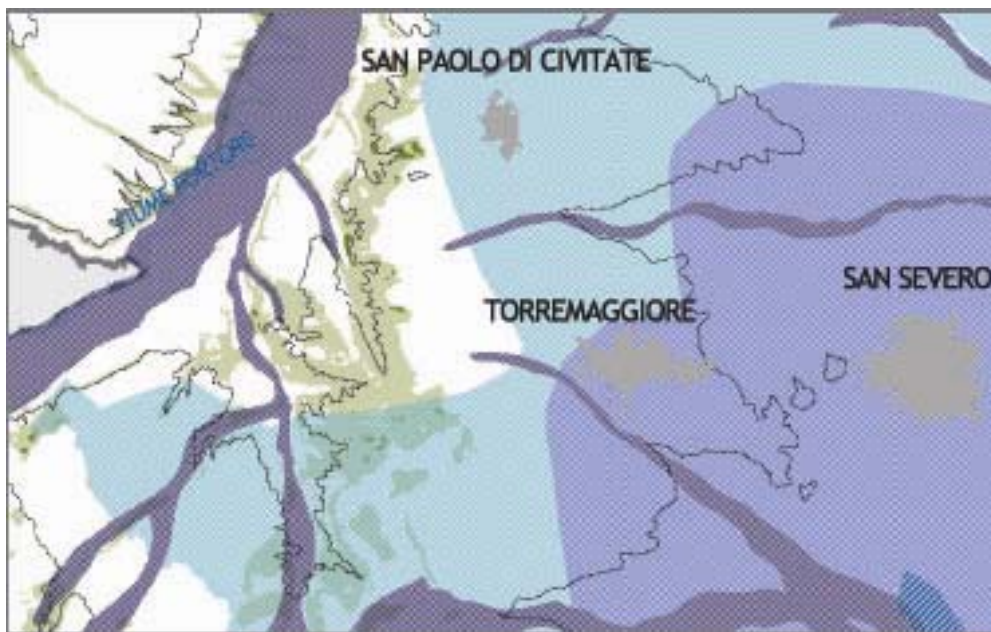 SAN PAOLO DI CIVITATE
FIUME FORTORE
SAN SEVERO
TORREMAGGIORE